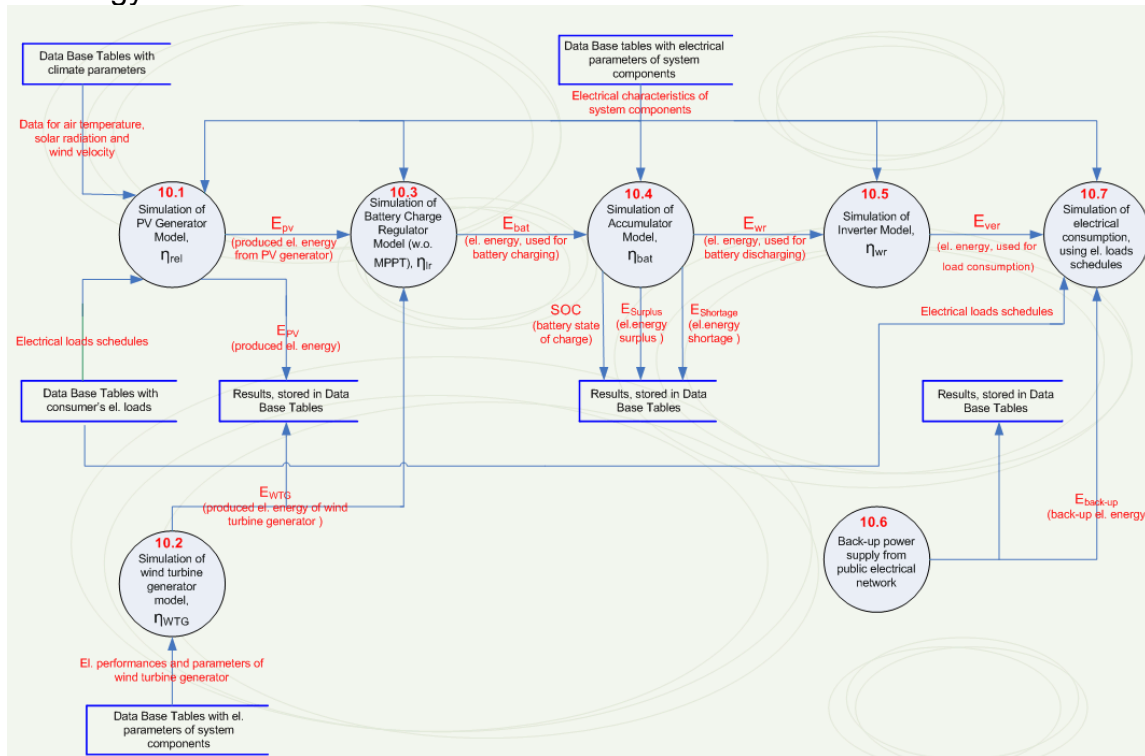 Data Base Tables with
climate parameters
Data Base tables with electrical
parameters of system
components
Electrical characteristics of
system components
Data for air temperature,
solar radiation and
wind velocity
10.1
Simulation of
PV Generator
Model,
ηrel
Epv
(produced el. energy
from PV generator)
10.3
Simulation of
Battery Charge
Regulator
Model (w.o.
MPPT), ηlr
Ebat
(el. energy, used for
battery charging)
10.4
Simulation of
Accumulator
Model,
ηbat
Ewr
(el. energy, used for
battery discharging)
10.5
Simulation of
Inverter Model,
ηwr
Ever
(el. energy, used for
load consumption)
10.7
Simulation of
electrical
consumption,
using el. loads
schedules
Electrical loads schedules
EPV
(produced el. energy)
SOC
(battery state
of charge)
ESurplus
(el.energy
surplus )
EShortage
(el.energy
shortage )
Electrical loads schedules
Data Base Tables with
consumer's el. loads
Results, stored in Data
Base Tables
Results, stored in Data
Base Tables
Results, stored in Data
Base Tables
EWTG
(produced el. energy of wind
turbine generator )
Eback-up
(back-up el. energy)
10.2
Simulation of
wind turbine
generator
model,
ηWTG
10.6
Back-up power
supply from
public electrical
network
El. performances and parameters of
wind turbine generator
Data Base Tables with el.
parameters of system
components